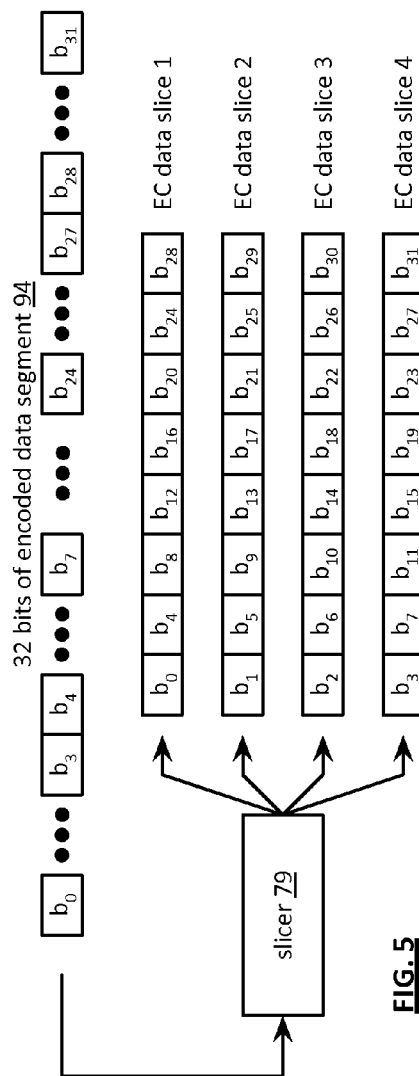 32 bits of encoded data segment 94
b0 ••• b3 b4 ••• b7 ••• b24 ••• b27 b28 ••• b31
slicer 79
b0 b4 b8 b12 b16 b20 b24 b28 EC data slice 1
b1 b5 b9 b13 b17 b21 b25 b29 EC data slice 2
b2 b6 b10 b14 b18 b22 b26 b30 EC data slice 3
b3 b7 b11 b15 b19 b23 b27 b31 EC data slice 4
FIG. 5